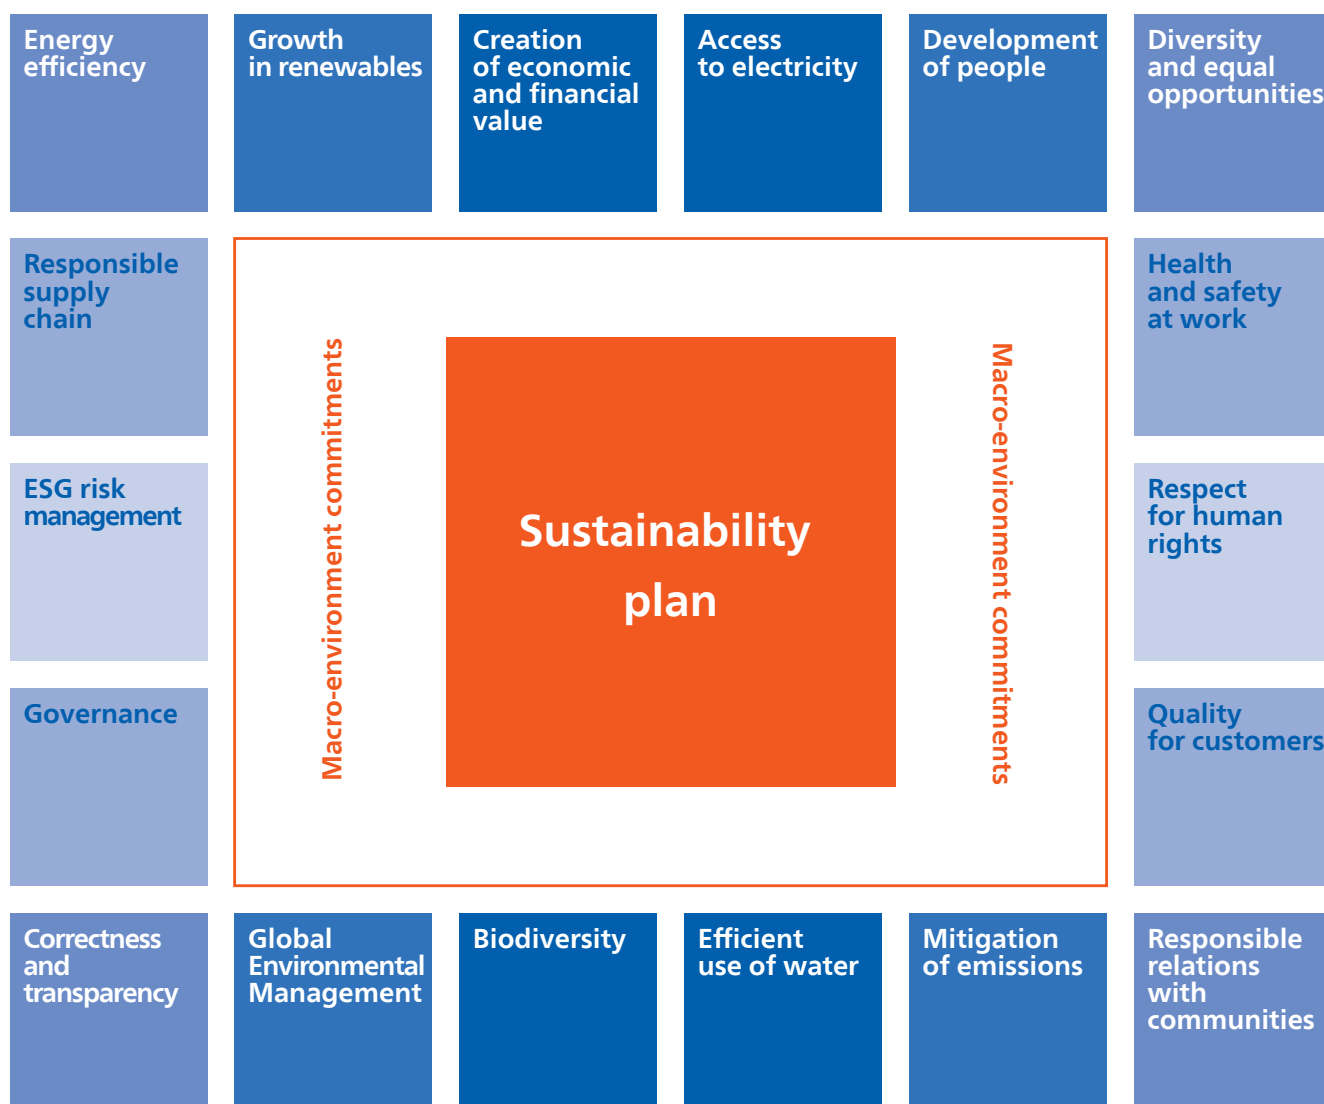 Energy
efficiency
Growth
in renewables
Creation
of economic
and financial
value
Access
to electricity
Development
of people
Diversity
and equal
opportunities
Responsible
supply
chain
Health
and safety
at work
Macro-environment commitments
Macro-environment commitments
ESG risk
management
Sustainability
plan
Respect
for human
rights
Governance
Quality
for customers
Correctness
and
transparency
Global
Environmental
Management
Biodiversity
Efficient
use of water
Mitigation
of emissions
Responsible
relations
with
communities